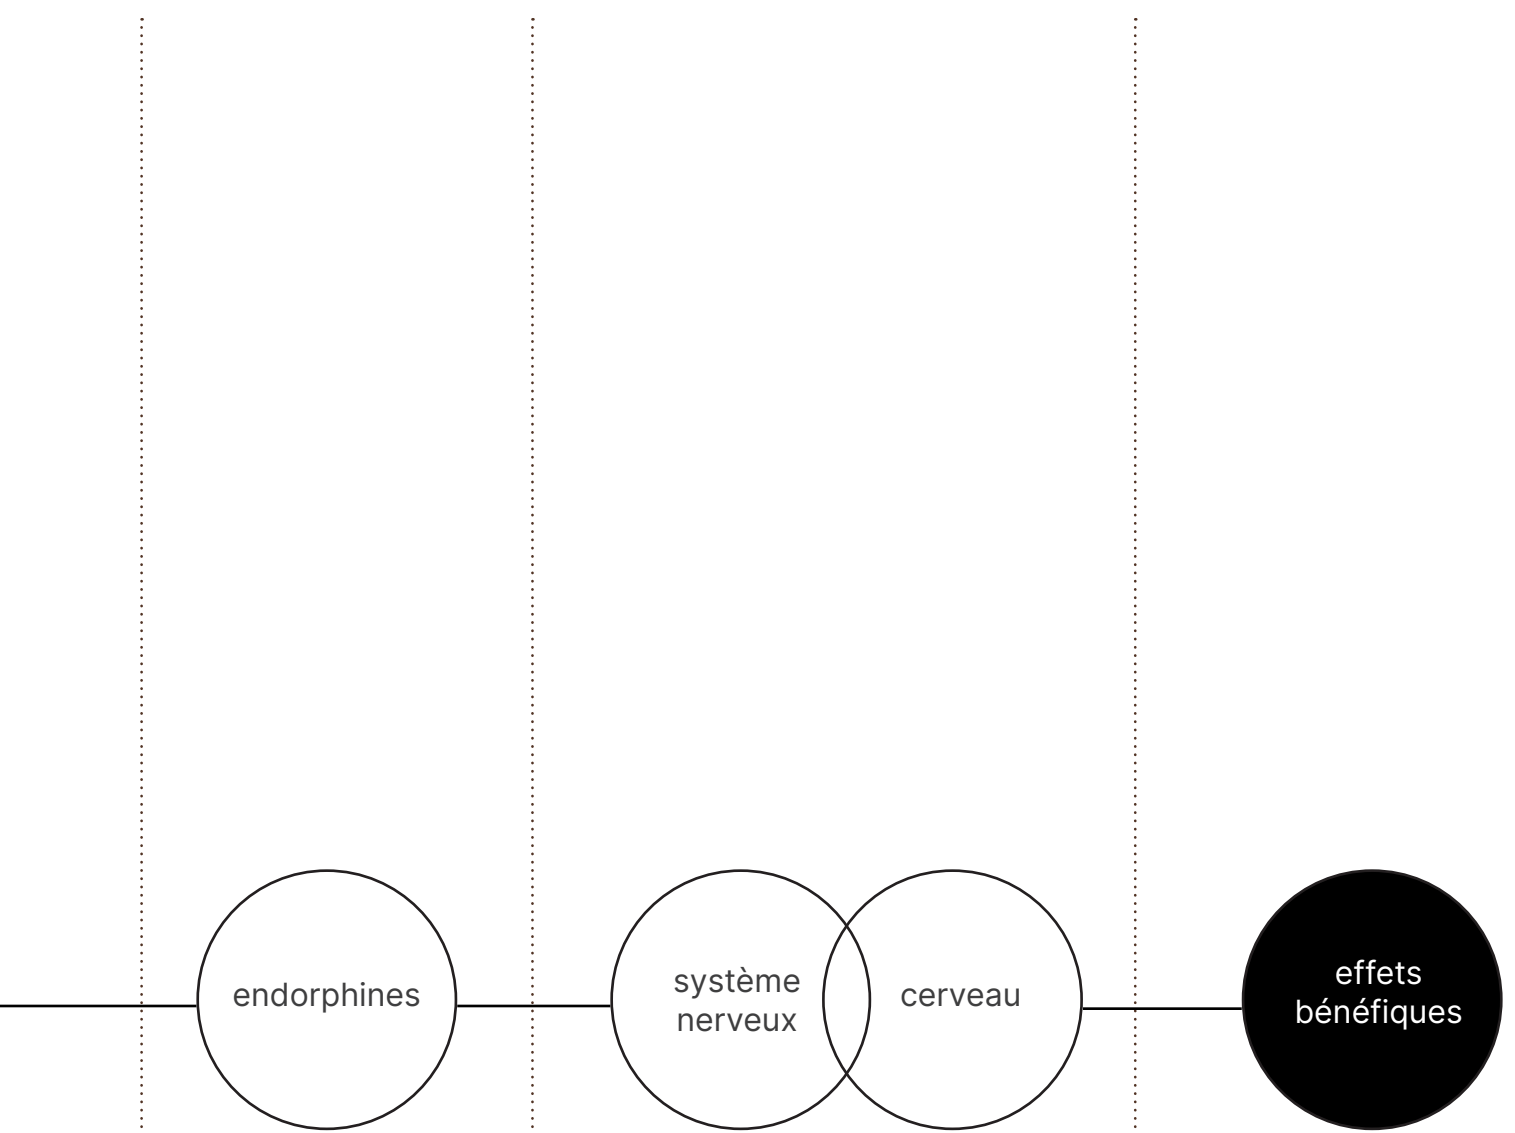 endorphines
système
nerveux
cerveau
effets
bénéfiques